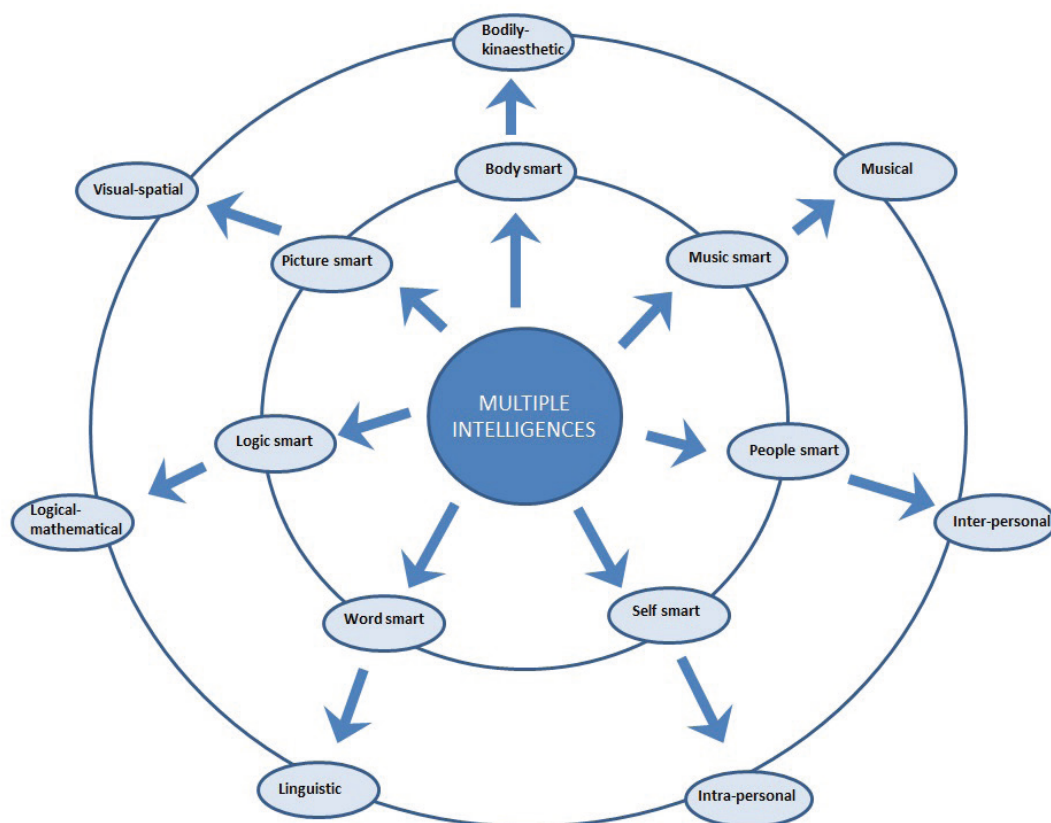 Bodily-
kinaesthetic
Body smart
Visual-spatial
Musical
Picture smart
Music smart
MULTIPLE
INTELLIGENCES
Logic smart
People smart
Logical-
mathematical
Inter-personal
Word smart
Self smart
Linguistic
Intra-personal